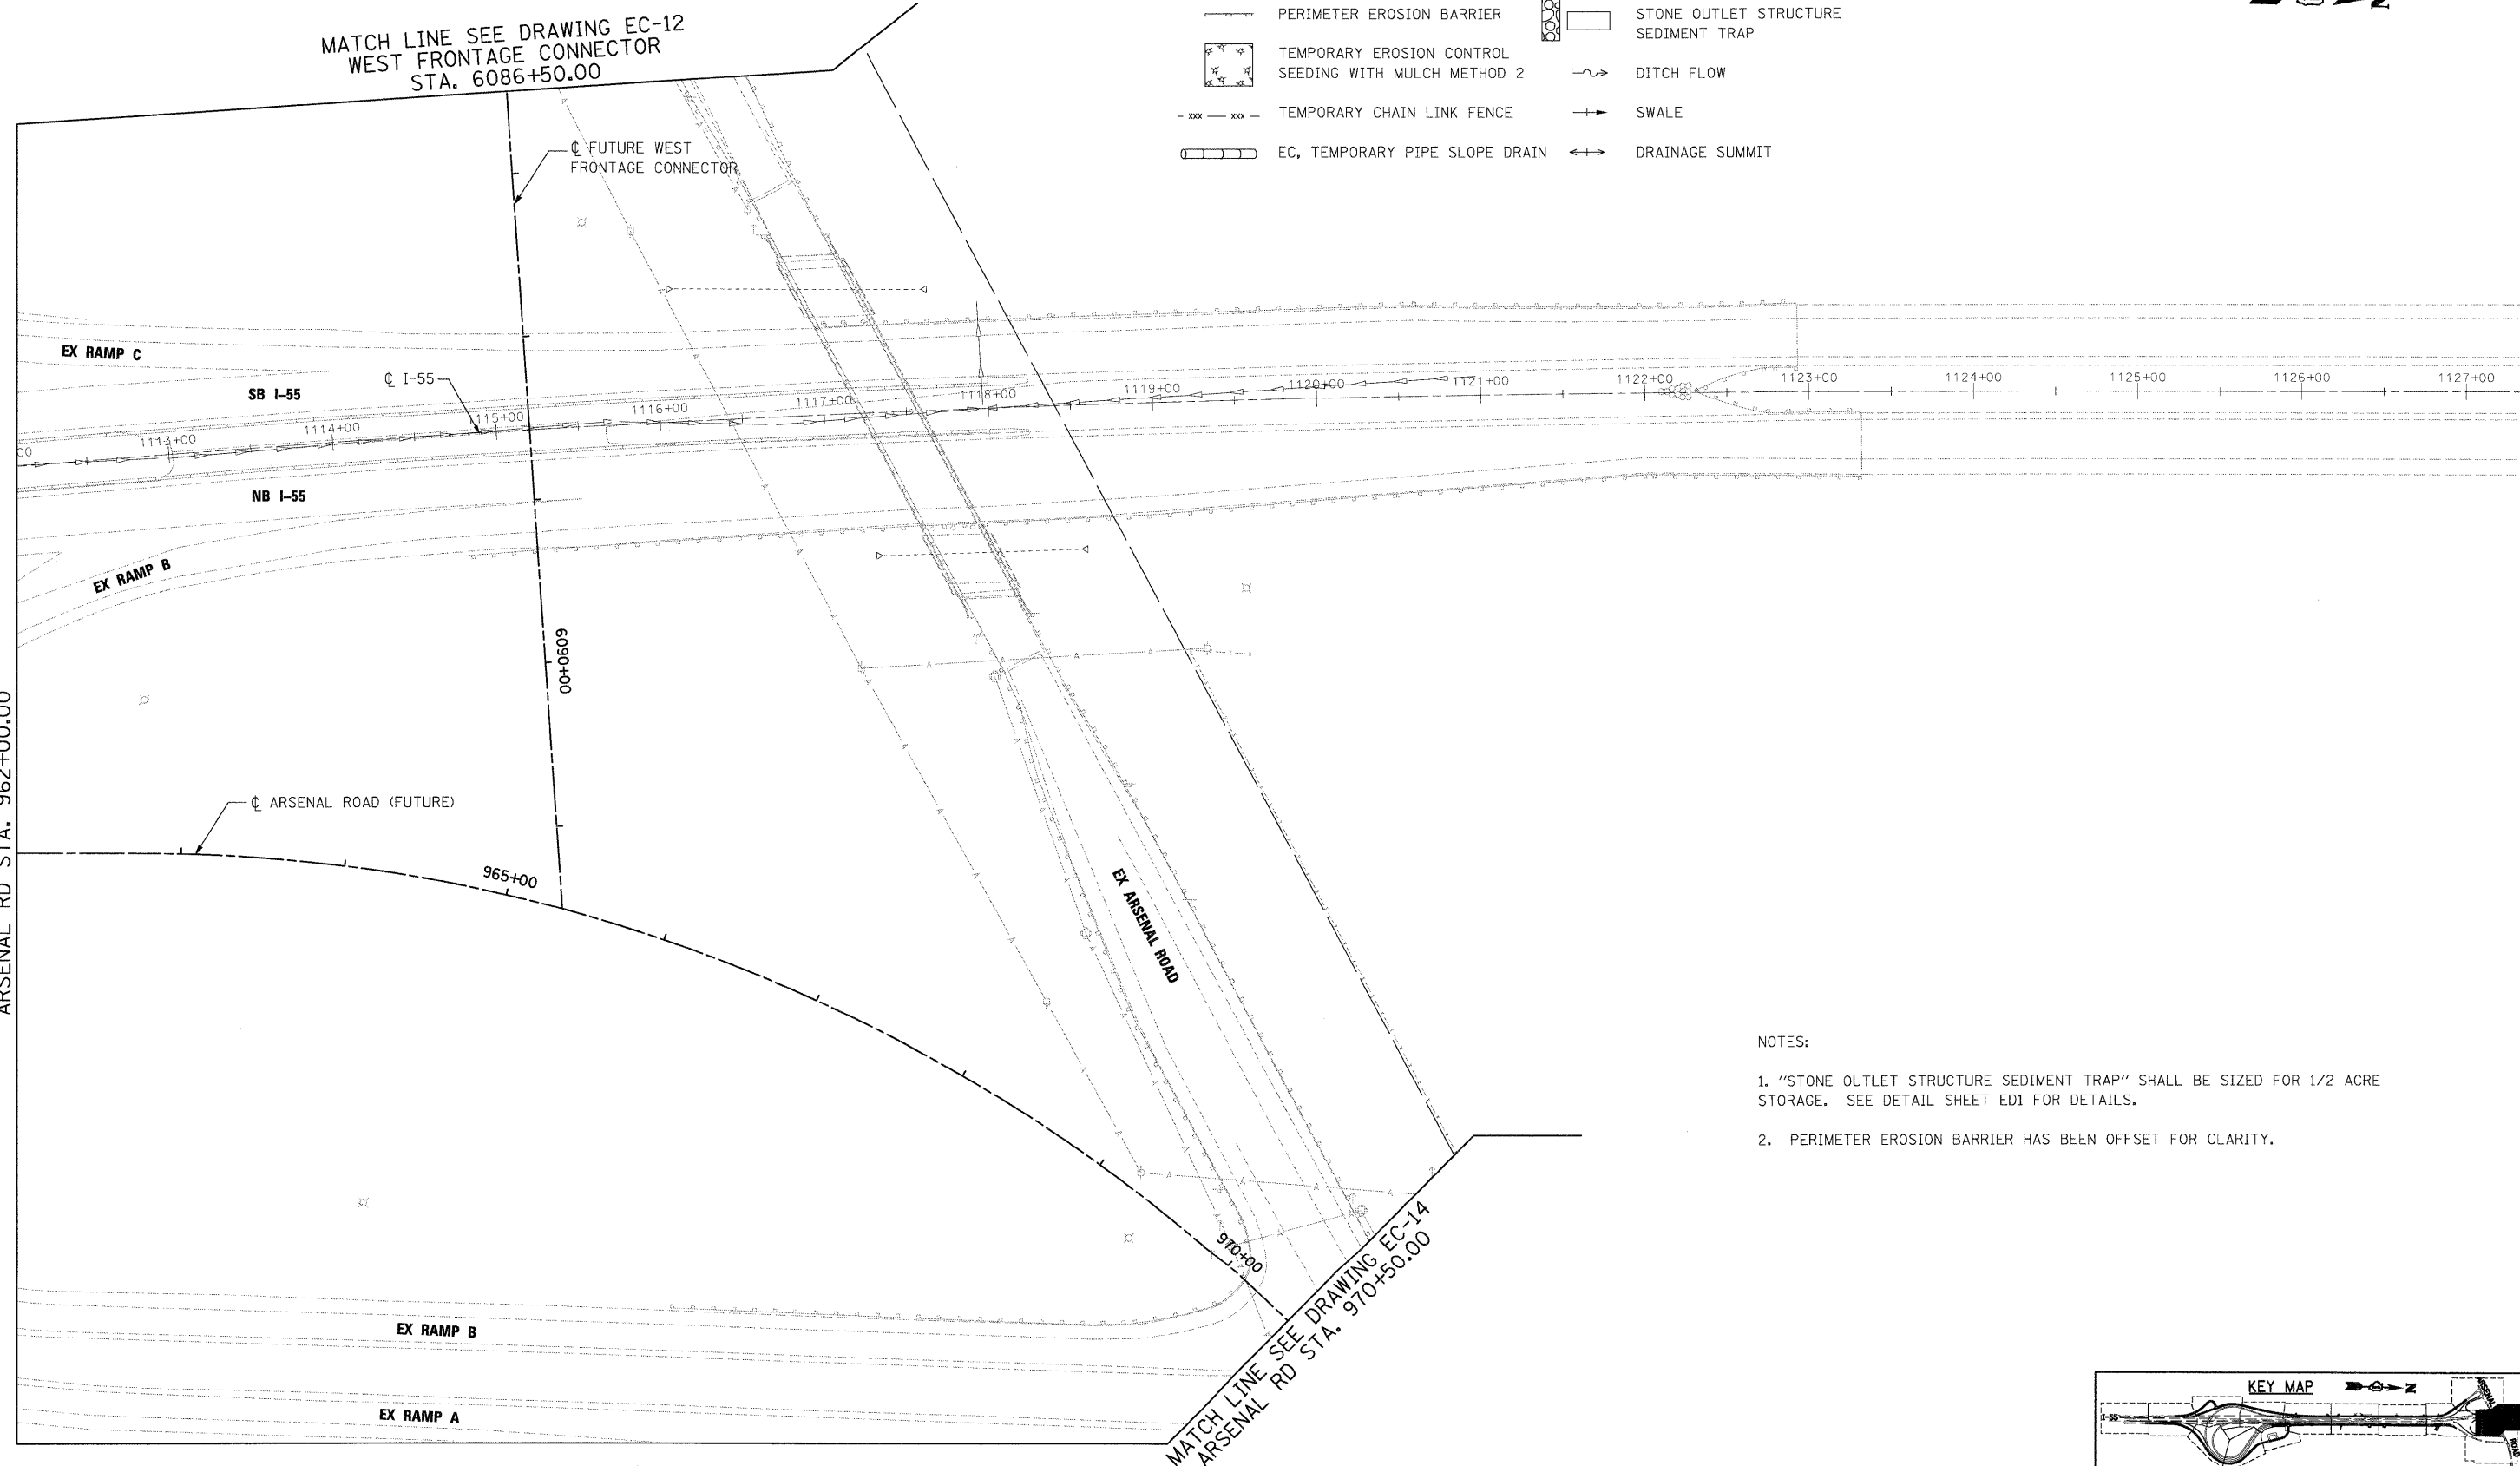 MATCH LINE SEE DRAWING EC-12
WEST FRONTAGE CONNECTOR
STA. 6086+50.00
PERIMETER EROSION BARRIER
STONE OUTLET STRUCTURE
SEDIMENT TRAP
TEMPORARY EROSION CONTROL
SEEDING WITH MULCH METHOD 2
DITCH FLOW
- xxx — xxx —
TEMPORARY CHAIN LINK FENCE
SWALE
EC, TEMPORARY PIPE SLOPE DRAIN
DRAINAGE SUMMIT
N
℄ FUTURE WEST
FRONTAGE CONNECTOR
EX RAMP C
SB I-55
℄ I-55
00
1113+00
1114+00
1115+00
1116+00
1117+00
1118+00
1119+00
1120+00
1121+00
1122+00
1123+00
1124+00
1125+00
1126+00
1127+00
NB I-55
EX RAMP B
6090+00
ARSENAL RD STA. 962+00.00
℄ ARSENAL ROAD (FUTURE)
965+00
EX ARSENAL ROAD
970+00
MATCH LINE SEE DRAWING EC-14
ARSENAL RD STA. 970+50.00
EX RAMP B
EX RAMP A
NOTES:
1. "STONE OUTLET STRUCTURE SEDIMENT TRAP" SHALL BE SIZED FOR 1/2 ACRE
STORAGE. SEE DETAIL SHEET ED1 FOR DETAILS.
2. PERIMETER EROSION BARRIER HAS BEEN OFFSET FOR CLARITY.
KEY MAP
N
I-55
ARSENAL
ROAD